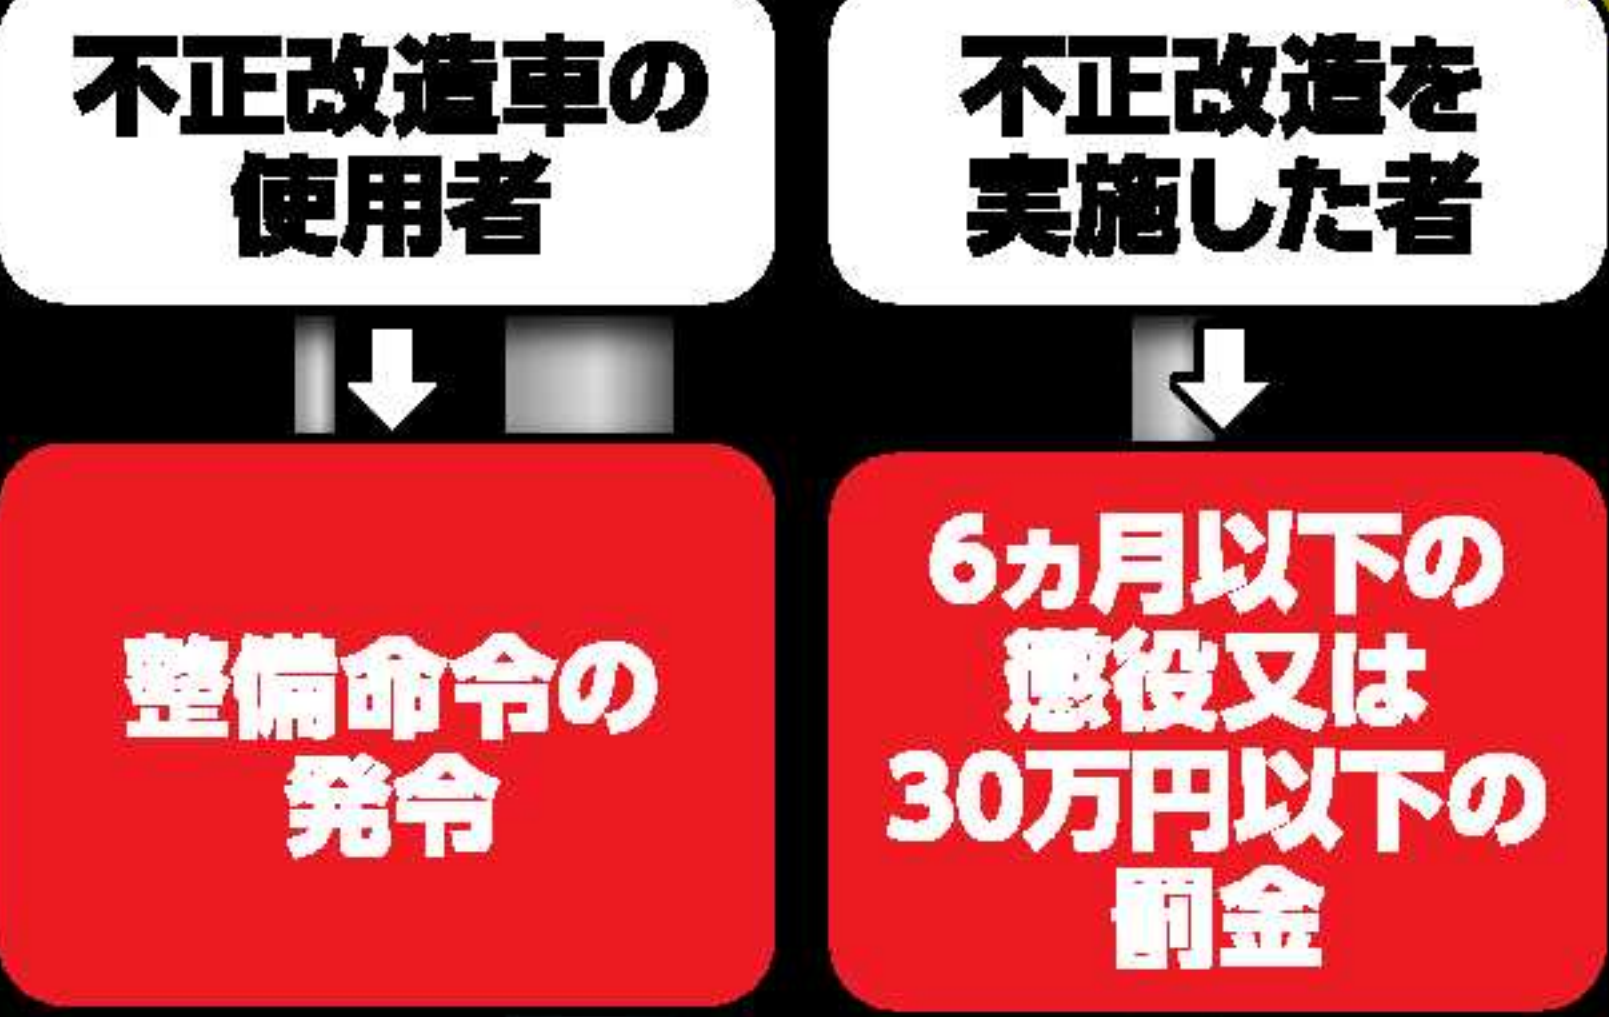 不正改造車の
使用者
整備命令の
発令
不正改造を
実施した者
6ヵ月以下の
懲役又は
30万円以下の
罰金